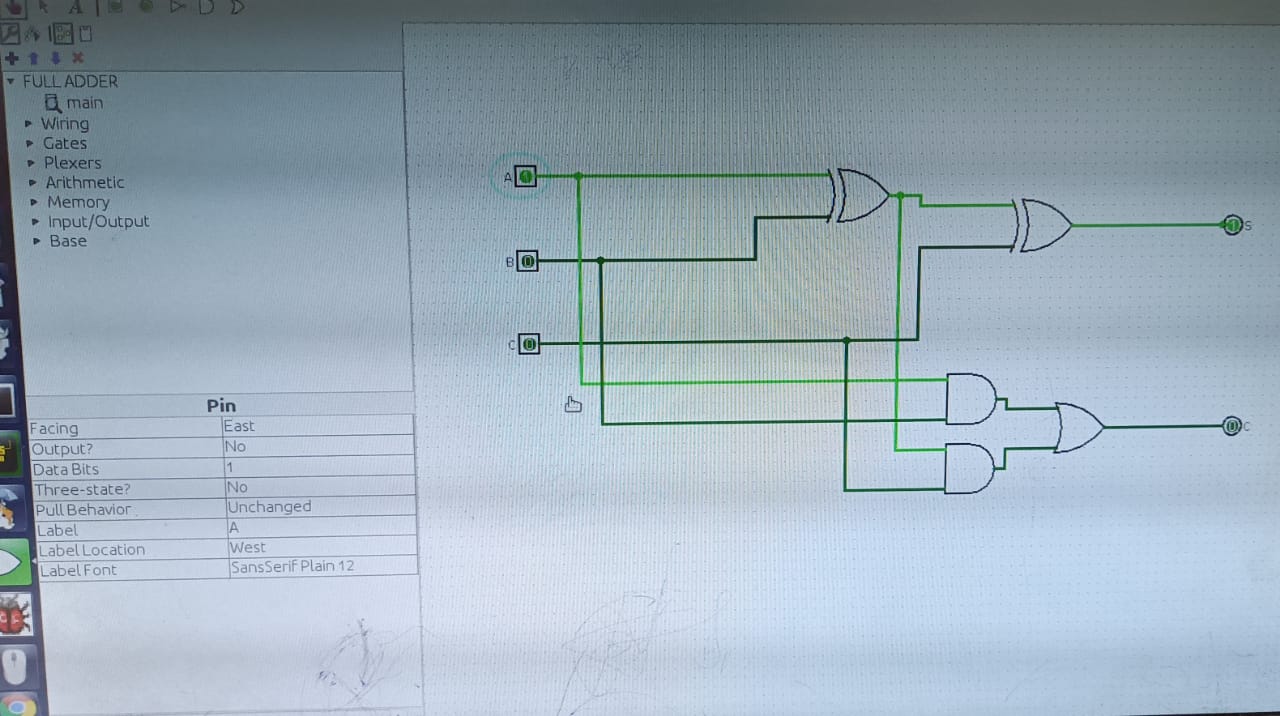 A
FULL ADDER
main
Wiring
Gates
Plexers
Arithmetic
Memory
Input/Output
Base
Pin
Facing East
Output? No
Data Bits 1
Three-state? No
Pull Behavior Unchanged
Label A
Label Location West
Label Font SansSerif Plain 12
A 1
1 S
B 0
C 0
0 C